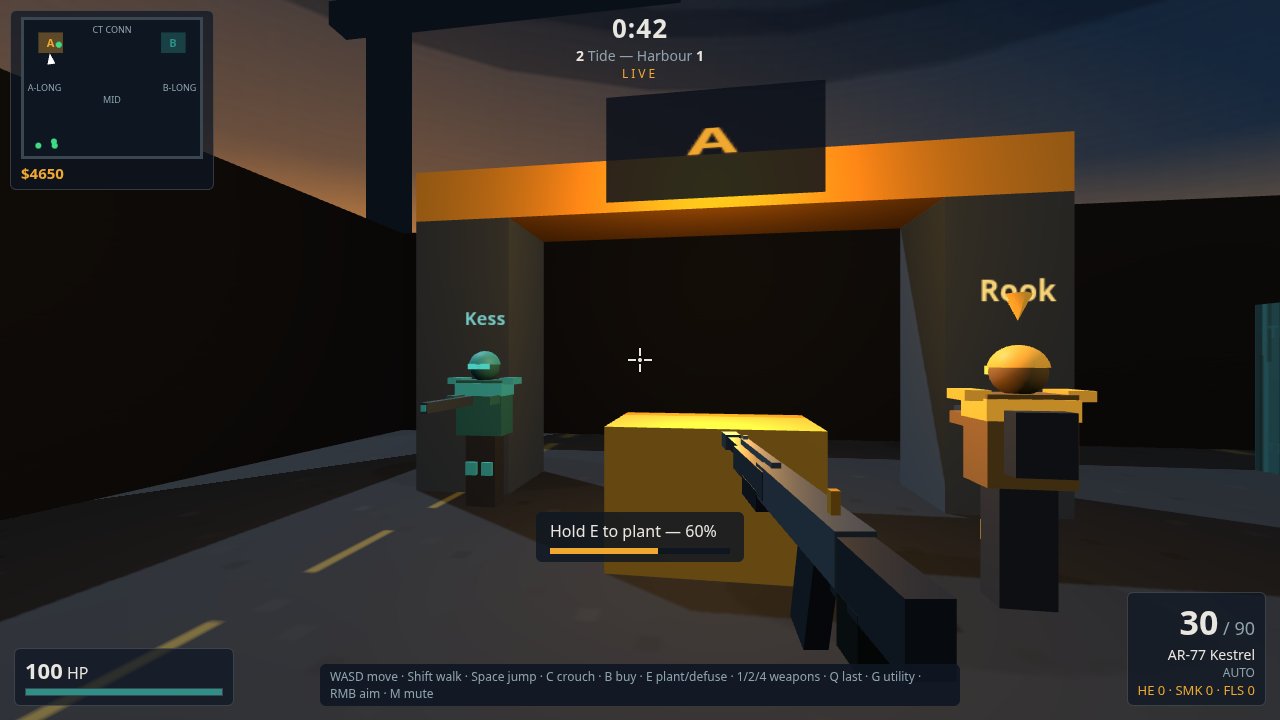 CT CONN
A
B
A-LONG
B-LONG
MID
$4650
0:42
2 Tide — Harbour 1
LIVE
A
Rook
Kess
Hold E to plant — 60%
100 HP
WASD move · Shift walk · Space jump · C crouch · B buy · E plant/defuse · 1/2/4 weapons · Q last · G utility ·
RMB aim · M mute
30 / 90
AR-77 Kestrel
AUTO
HE 0 · SMK 0 · FLS 0